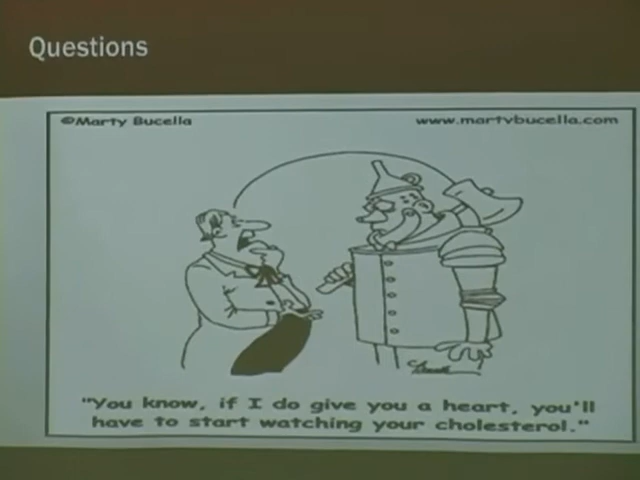 Questions
©Marty Bucella www.martybucella.com
"You know, if I do give you a heart, you'll
have to start watching your cholesterol."